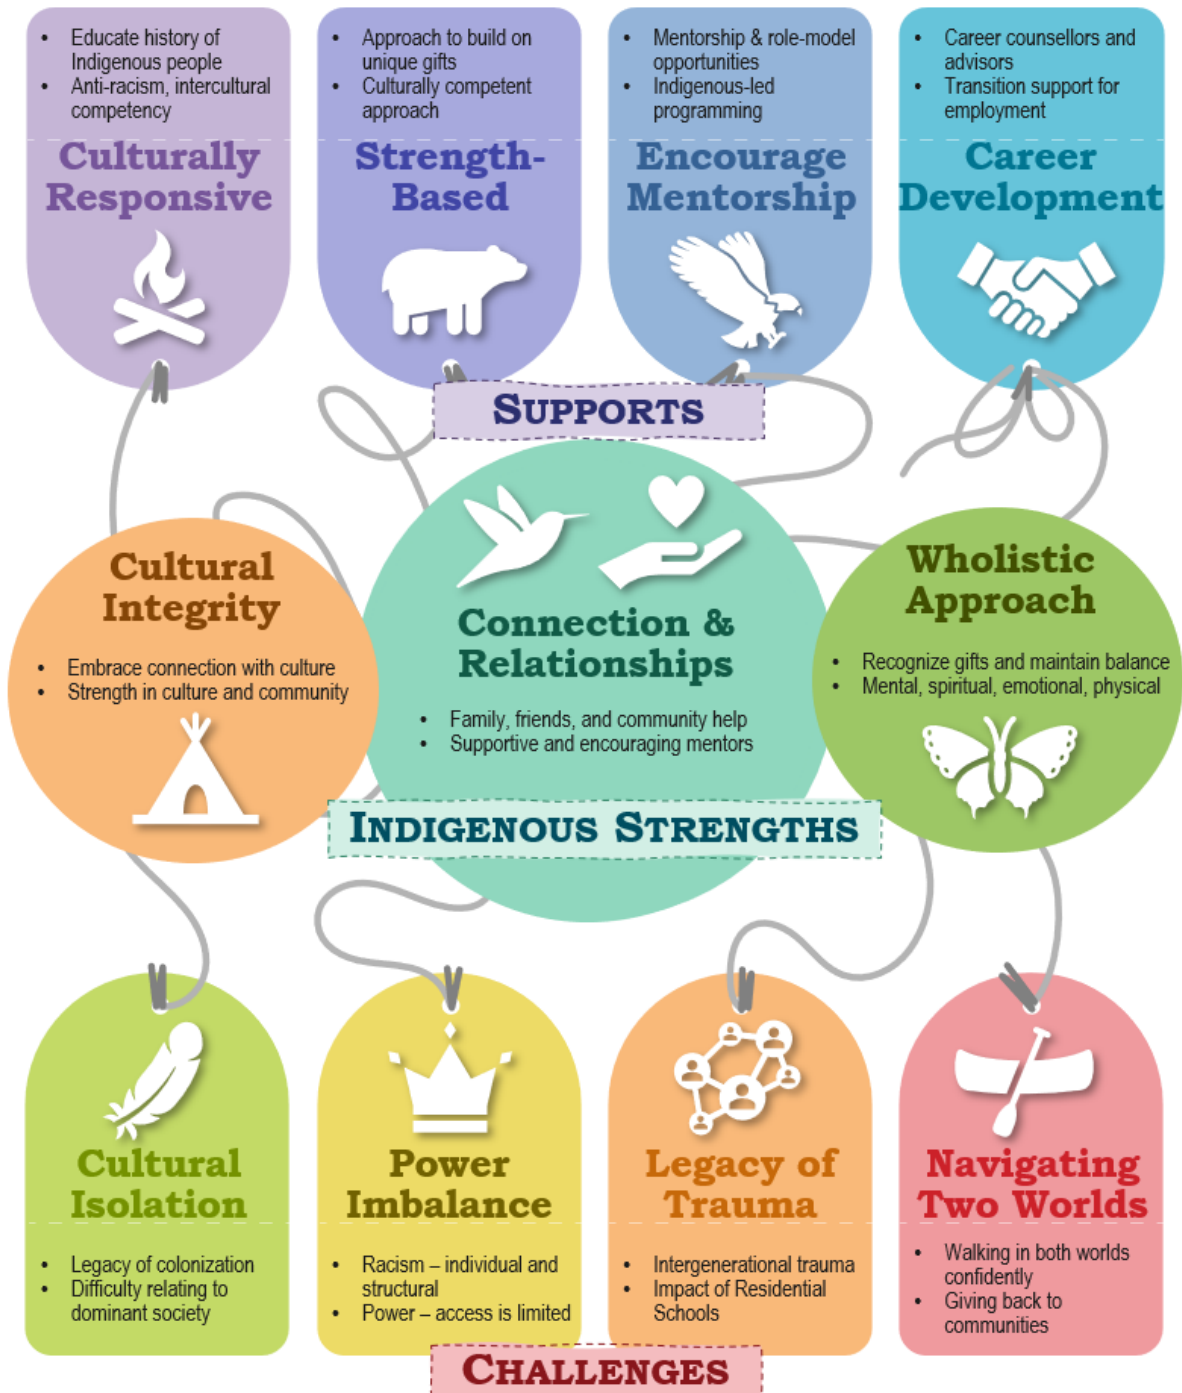 • Educate history of
Indigenous people
• Anti-racism, intercultural
competency
Culturally
Responsive
• Approach to build on
unique gifts
• Culturally competent
approach
Strength-
Based
• Mentorship & role-model
opportunities
• Indigenous-led
programming
Encourage
Mentorship
• Career counsellors and
advisors
• Transition support for
employment
Career
Development
SUPPORTS
Cultural
Integrity
• Embrace connection with culture
• Strength in culture and community
Connection &
Relationships
• Family, friends, and community help
• Supportive and encouraging mentors
Wholistic
Approach
• Recognize gifts and maintain balance
• Mental, spiritual, emotional, physical
INDIGENOUS STRENGTHS
Cultural
Isolation
• Legacy of colonization
• Difficulty relating to
dominant society
Power
Imbalance
• Racism – individual and
structural
• Power – access is limited
Legacy of
Trauma
• Intergenerational trauma
• Impact of Residential
Schools
Navigating
Two Worlds
• Walking in both worlds
confidently
• Giving back to
communities
CHALLENGES